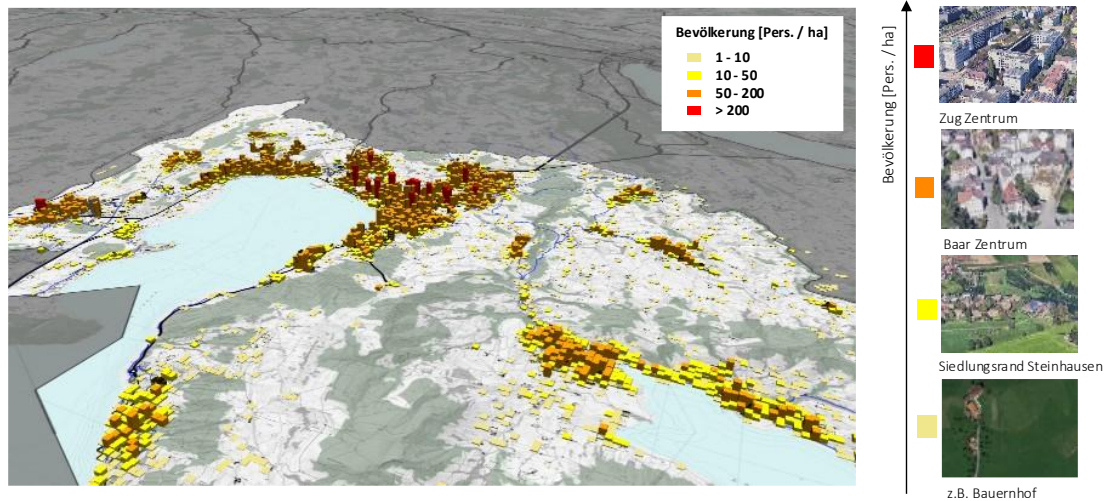 Bevölkerung [Pers. / ha]
1 - 10
10 - 50
50 - 200
> 200
Bevölkerung [Pers. / ha]
Zug Zentrum
Baar Zentrum
Siedlungsrand Steinhausen
z.B. Bauernhof